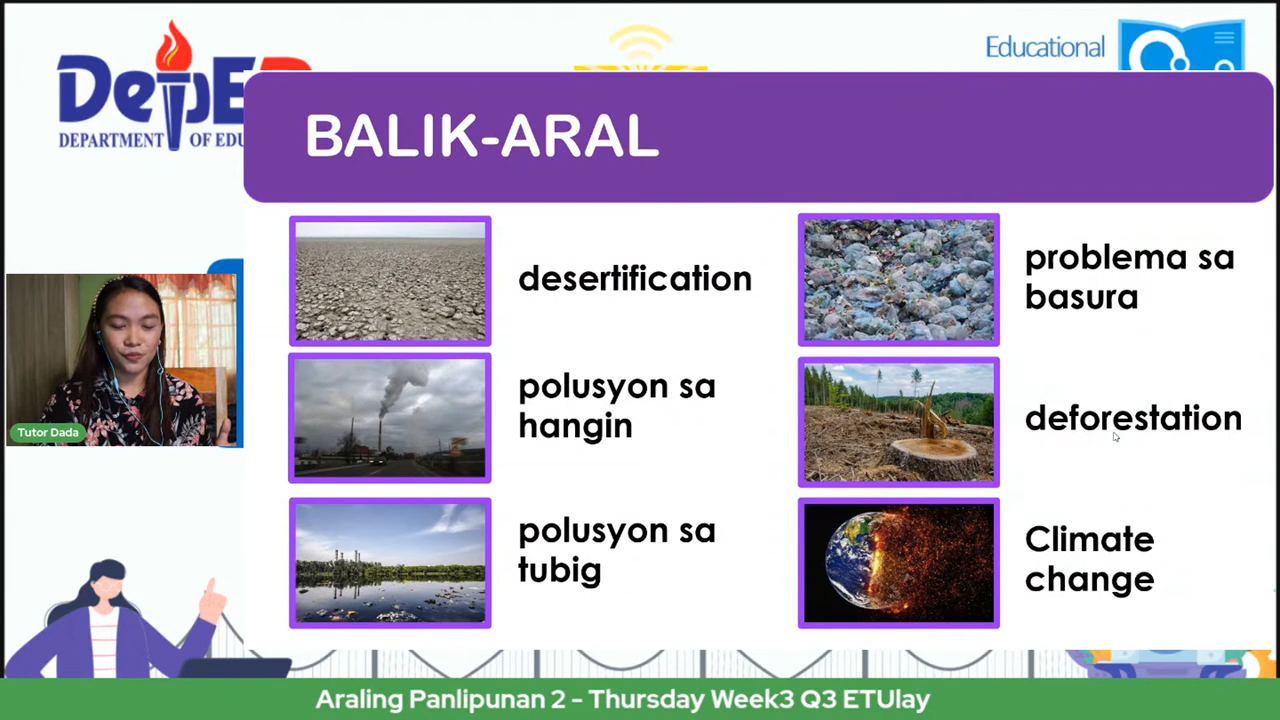 DepED
DEPARTMENT OF EDU
Educational
BALIK-ARAL
desertification
problema sa
basura
polusyon sa
hangin
deforestation
polusyon sa
tubig
Climate
change
Tutor Dada
Araling Panlipunan 2 - Thursday Week3 Q3 ETUlay